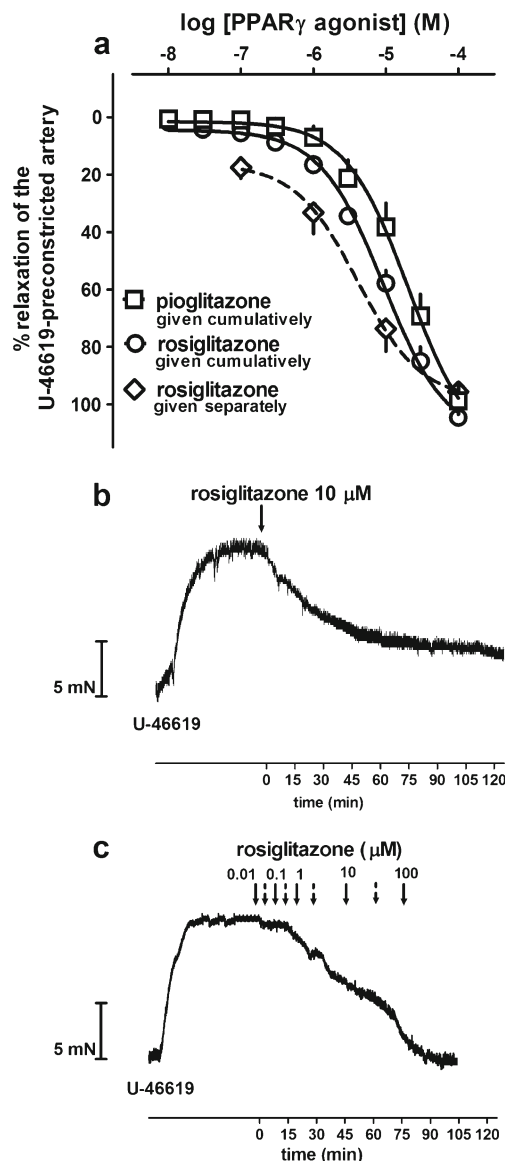 log [PPARγ agonist] (M)
a
-8 -7 -6 -5 -4
% relaxation of the
U-46619-preconstricted artery
0
20
40
60
80
100
pioglitazone
given cumulatively
rosiglitazone
given cumulatively
rosiglitazone
given separately
b
rosiglitazone 10 μM
5 mN
U-46619
0 15 30 45 60 75 90 105 120
time (min)
c
rosiglitazone (μM)
0.01 0.1 1 10 100
5 mN
U-46619
0 15 30 45 60 75 90 105 120
time (min)